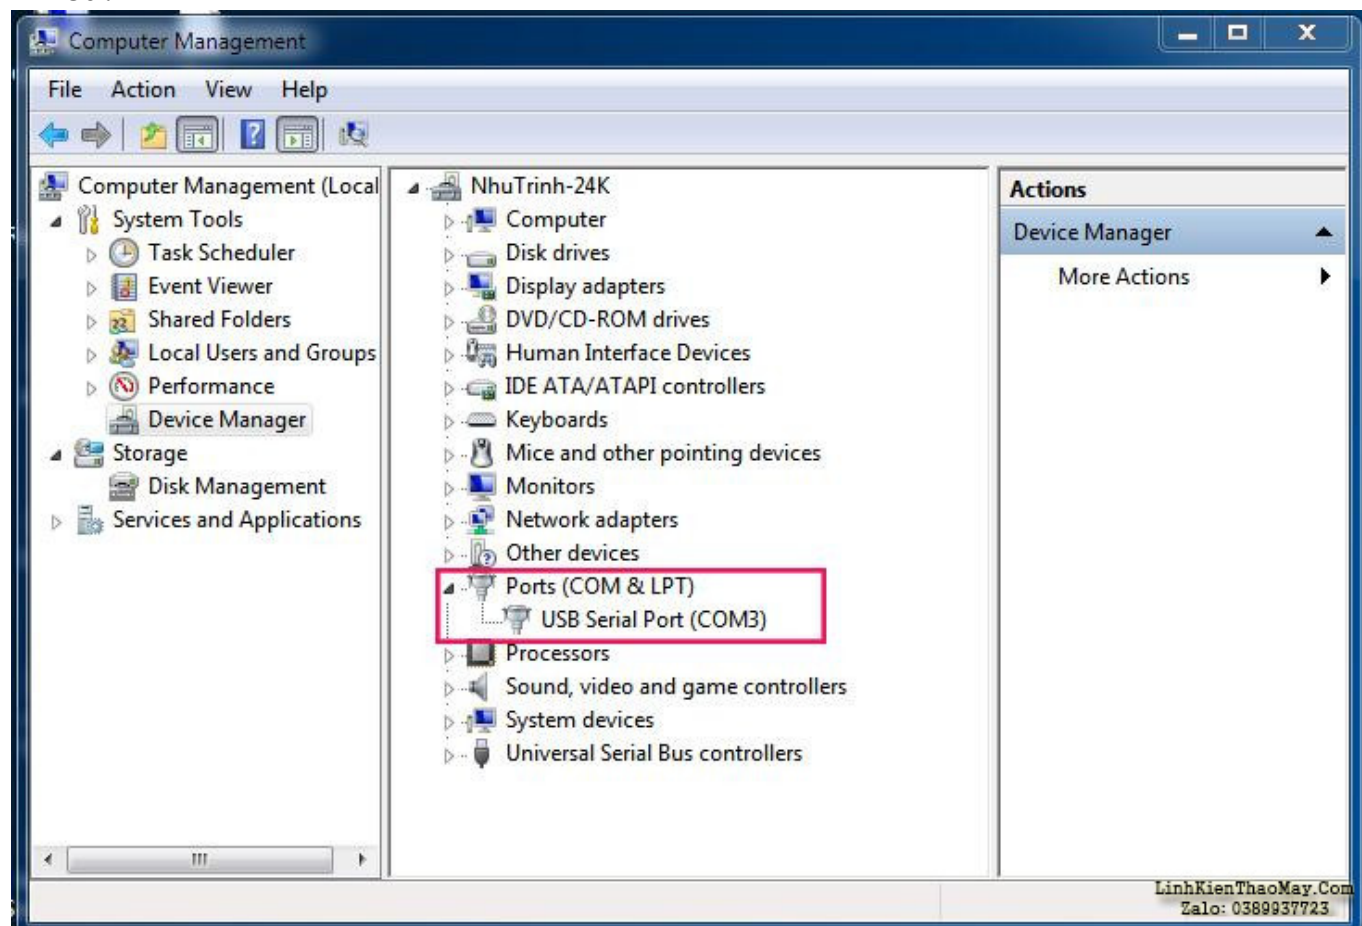 Computer Management
File Action View Help
Computer Management (Local
System Tools
Task Scheduler
Event Viewer
Shared Folders
Local Users and Groups
Performance
Device Manager
Storage
Disk Management
Services and Applications
NhuTrinh-24K
Computer
Disk drives
Display adapters
DVD/CD-ROM drives
Human Interface Devices
IDE ATA/ATAPI controllers
Keyboards
Mice and other pointing devices
Monitors
Network adapters
Other devices
Ports (COM & LPT)
USB Serial Port (COM3)
Processors
Sound, video and game controllers
System devices
Universal Serial Bus controllers
Actions
Device Manager
More Actions
LinhKienThaoMay.Com
Zalo: 0389937723